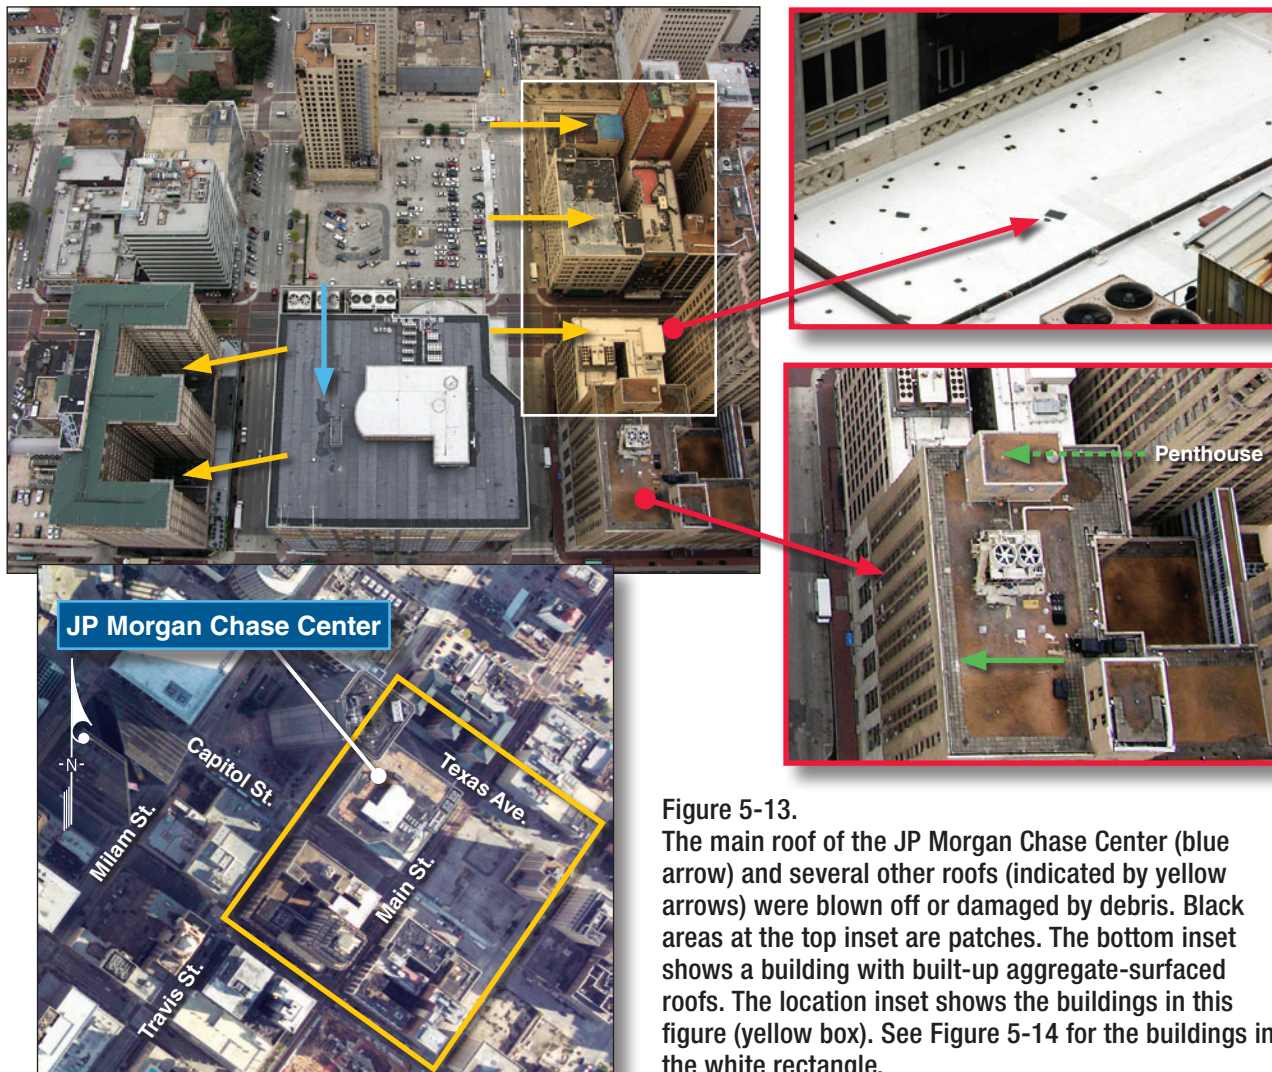 Penthouse
JP Morgan Chase Center
-N-
Capitol St.
Texas Ave.
Milam St.
Main St.
Travis St.
Figure 5-13.
The main roof of the JP Morgan Chase Center (blue
arrow) and several other roofs (indicated by yellow
arrows) were blown off or damaged by debris. Black
areas at the top inset are patches. The bottom inset
shows a building with built-up aggregate-surfaced
roofs. The location inset shows the buildings in this
figure (yellow box). See Figure 5-14 for the buildings in
the white rectangle.